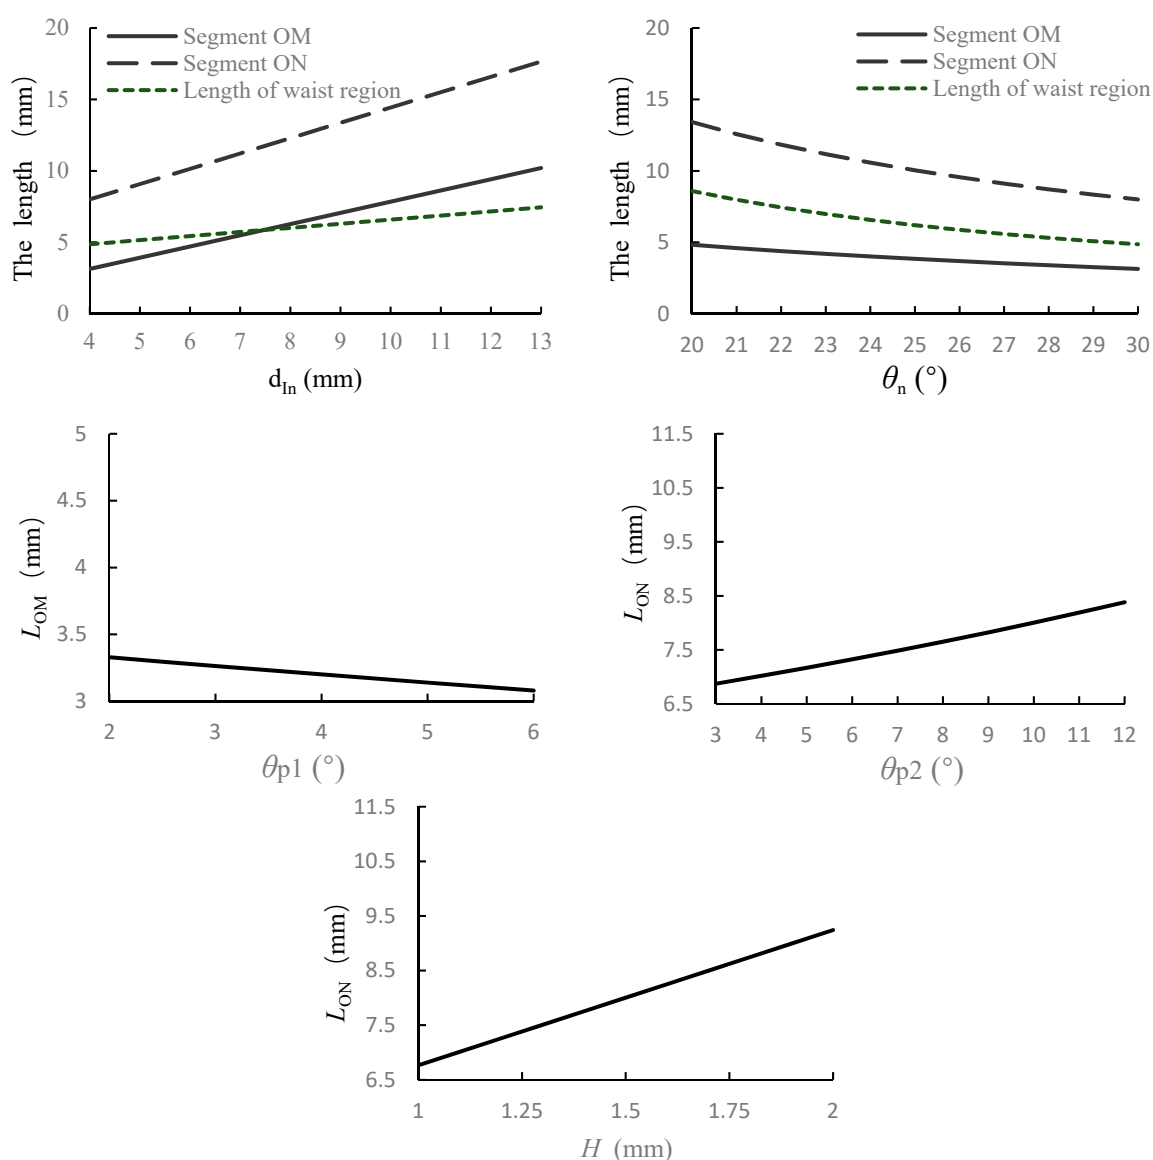 20
15
10
5
0
The length (mm)
Segment OM
Segment ON
Length of waist region
4 5 6 7 8 9 10 11 12 13
d_In (mm)
20
15
10
5
0
The length (mm)
Segment OM
Segment ON
Length of waist region
20 21 22 23 24 25 26 27 28 29 30
θ_n (°)
5
4.5
4
3.5
3
L_OM (mm)
2 3 4 5 6
θp1 (°)
11.5
10.5
9.5
8.5
7.5
6.5
L_ON (mm)
3 4 5 6 7 8 9 10 11 12
θp2 (°)
11.5
10.5
9.5
8.5
7.5
6.5
L_ON (mm)
1 1.25 1.5 1.75 2
H (mm)